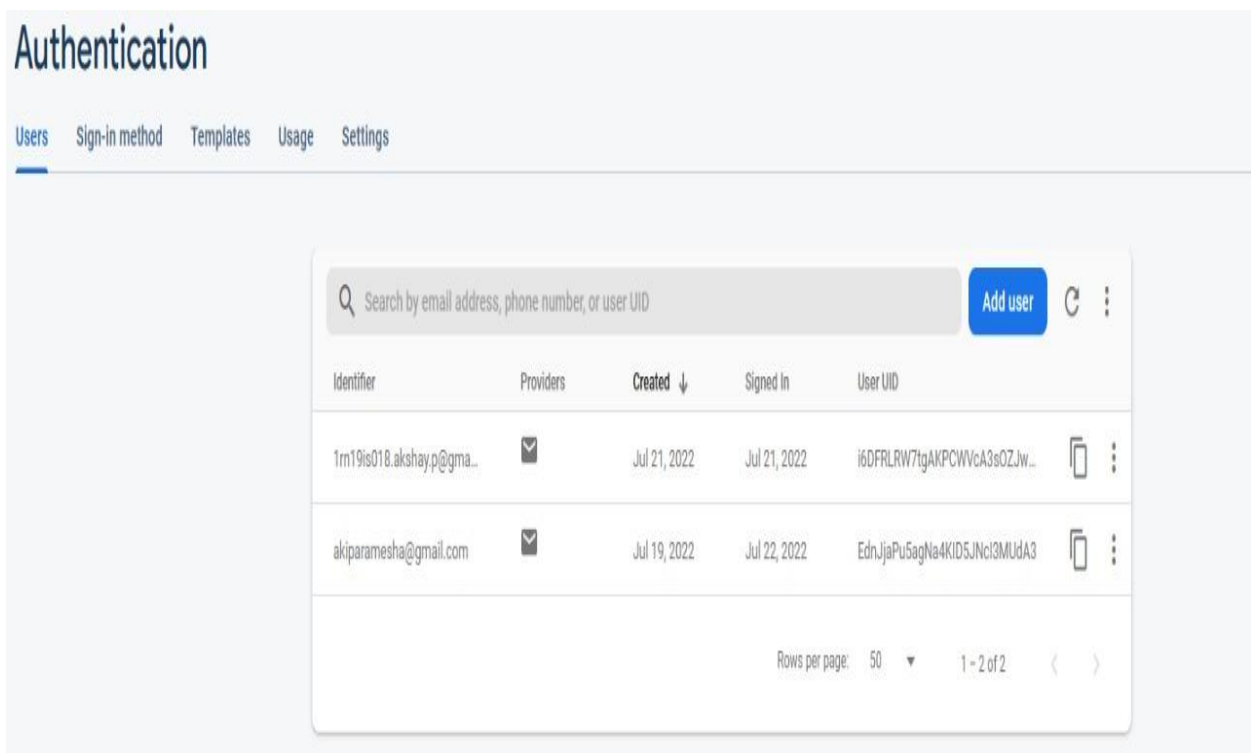 Authentication
Users Sign-in method Templates Usage Settings
Search by email address, phone number, or user UID Add user
Identifier Providers Created ↓ Signed In User UID
1rn19is018.akshay.p@gma... Jul 21, 2022 Jul 21, 2022 i6DFRLRW7tgAKPCWVcA3sOZJw...
akiparamesha@gmail.com Jul 19, 2022 Jul 22, 2022 EdnJjaPu5agNa4KID5JNcI3MUdA3
Rows per page: 50 1 – 2 of 2